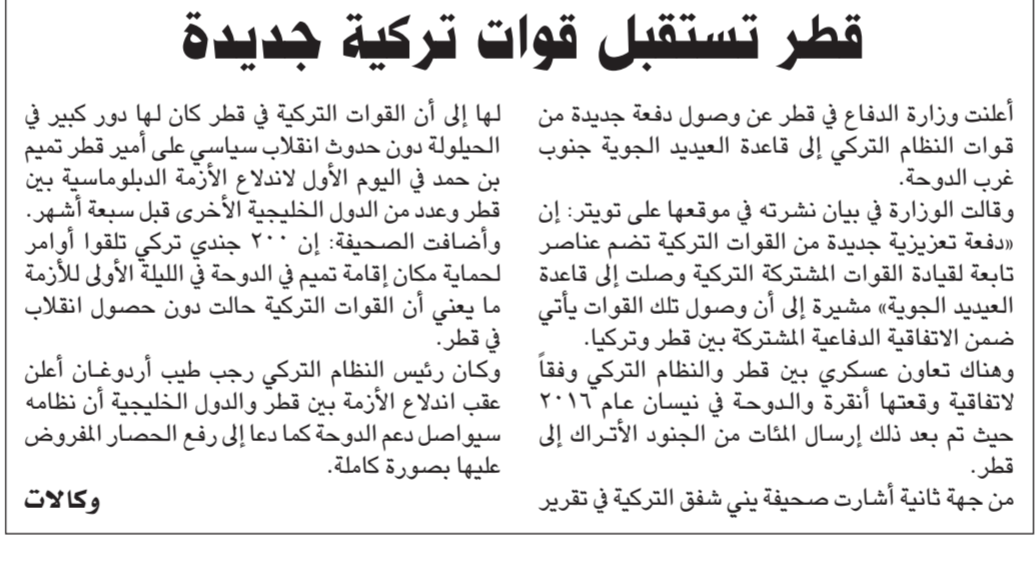 قطر تستقبل قوات تركية جديدة
أعلنت وزارة الدفاع في قطر عن وصول دفعة جديدة من
قوات النظام التركي إلى قاعدة العيديد الجوية جنوب
غرب الدوحة.
وقالت الوزارة في بيان نشرته في موقعها على تويتر: إن
«دفعة تعزيزية جديدة من القوات التركية تضم عناصر
تابعة لقيادة القوات المشتركة التركية وصلت إلى قاعدة
العيديد الجوية» مشيرة إلى أن وصول تلك القوات يأتي
ضمن الاتفاقية الدفاعية المشتركة بين قطر وتركيا.
وهناك تعاون عسكري بين قطر والنظام التركي وفقاً
لاتفاقية وقعتها أنقرة والدوحة في نيسان عام ٢٠١٦
حيث تم بعد ذلك إرسال المئات من الجنود الأتراك إلى
قطر.
من جهة ثانية أشارت صحيفة يني شفق التركية في تقرير
لها إلى أن القوات التركية في قطر كان لها دور كبير في
الحيلولة دون حدوث انقلاب سياسي على أمير قطر تميم
بن حمد في اليوم الأول لاندلاع الأزمة الدبلوماسية بين
قطر وعدد من الدول الخليجية الأخرى قبل سبعة أشهر.
وأضافت الصحيفة: إن ٢٠٠ جندي تركي تلقوا أوامر
لحماية مكان إقامة تميم في الدوحة في الليلة الأولى للأزمة
ما يعني أن القوات التركية حالت دون حصول انقلاب
في قطر.
وكان رئيس النظام التركي رجب طيب أردوغان أعلن
عقب اندلاع الأزمة بين قطر والدول الخليجية أن نظامه
سيواصل دعم الدوحة كما دعا إلى رفع الحصار المفروض
عليها بصورة كاملة.
وكالات